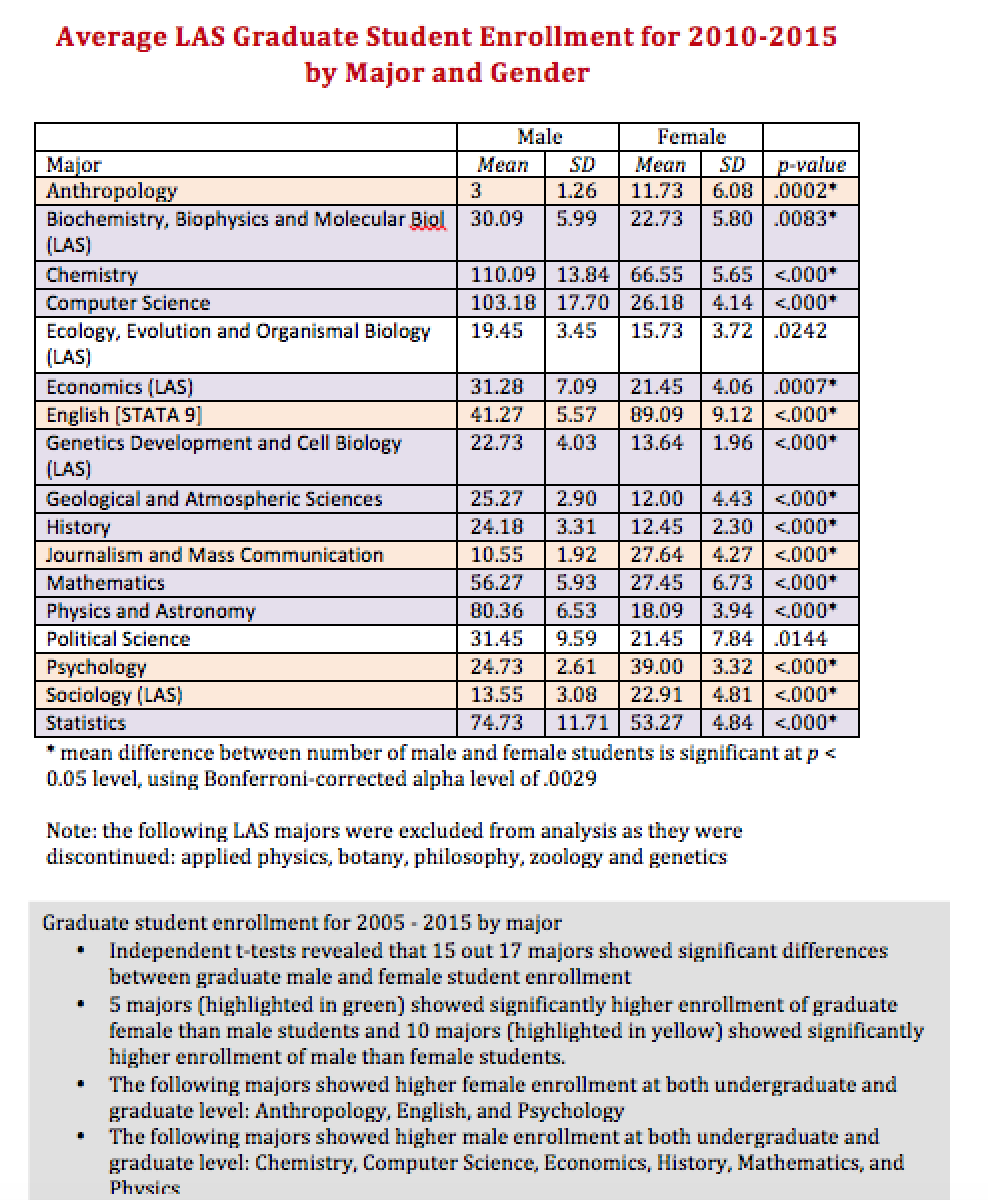 Average LAS Graduate Student Enrollment for 2010-2015
by Major and Gender
Male Female
Major Mean SD Mean SD p-value
Anthropology 3 1.26 11.73 6.08 .0002*
Biochemistry, Biophysics and Molecular Biol 30.09 5.99 22.73 5.80 .0083*
(LAS)
Chemistry 110.09 13.84 66.55 5.65 <.000*
Computer Science 103.18 17.70 26.18 4.14 <.000*
Ecology, Evolution and Organismal Biology 19.45 3.45 15.73 3.72 .0242
(LAS)
Economics (LAS) 31.28 7.09 21.45 4.06 .0007*
English [STATA 9] 41.27 5.57 89.09 9.12 <.000*
Genetics Development and Cell Biology 22.73 4.03 13.64 1.96 <.000*
(LAS)
Geological and Atmospheric Sciences 25.27 2.90 12.00 4.43 <.000*
History 24.18 3.31 12.45 2.30 <.000*
Journalism and Mass Communication 10.55 1.92 27.64 4.27 <.000*
Mathematics 56.27 5.93 27.45 6.73 <.000*
Physics and Astronomy 80.36 6.53 18.09 3.94 <.000*
Political Science 31.45 9.59 21.45 7.84 .0144
Psychology 24.73 2.61 39.00 3.32 <.000*
Sociology (LAS) 13.55 3.08 22.91 4.81 <.000*
Statistics 74.73 11.71 53.27 4.84 <.000*
* mean difference between number of male and female students is significant at p <
0.05 level, using Bonferroni-corrected alpha level of .0029
Note: the following LAS majors were excluded from analysis as they were
discontinued: applied physics, botany, philosophy, zoology and genetics
Graduate student enrollment for 2005 - 2015 by major
• Independent t-tests revealed that 15 out 17 majors showed significant differences
between graduate male and female student enrollment
• 5 majors (highlighted in green) showed significantly higher enrollment of graduate
female than male students and 10 majors (highlighted in yellow) showed significantly
higher enrollment of male than female students.
• The following majors showed higher female enrollment at both undergraduate and
graduate level: Anthropology, English, and Psychology
• The following majors showed higher male enrollment at both undergraduate and
graduate level: Chemistry, Computer Science, Economics, History, Mathematics, and
Physics